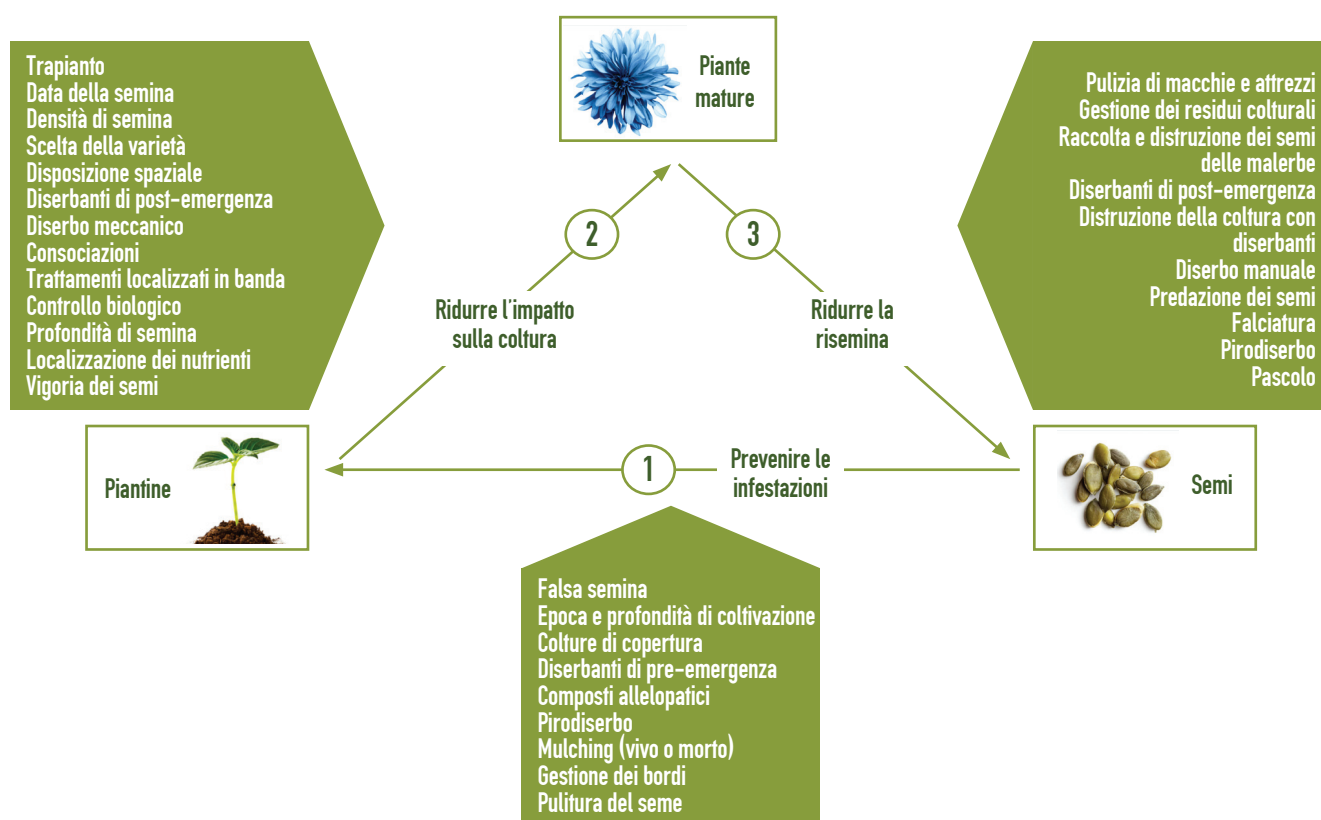 Trapianto
Data della semina
Densità di semina
Scelta della varietà
Disposizione spaziale
Diserbanti di post-emergenza
Diserbo meccanico
Consociazioni
Trattamenti localizzati in banda
Controllo biologico
Profondità di semina
Localizzazione dei nutrienti
Vigoria dei semi
Piante
mature
Pulizia di macchie e attrezzi
Gestione dei residui colturali
Raccolta e distruzione dei semi
delle malerbe
Diserbanti di post-emergenza
Distruzione della coltura con
diserbanti
Diserbo manuale
Predazione dei semi
Falciatura
Pirodiserbo
Pascolo
2
3
Ridurre l'impatto
sulla coltura
Ridurre la
risemina
Piantine
1
Prevenire le
infestazioni
Semi
Falsa semina
Epoca e profondità di coltivazione
Colture di copertura
Diserbanti di pre-emergenza
Composti allelopatici
Pirodiserbo
Mulching (vivo o morto)
Gestione dei bordi
Pulitura del seme